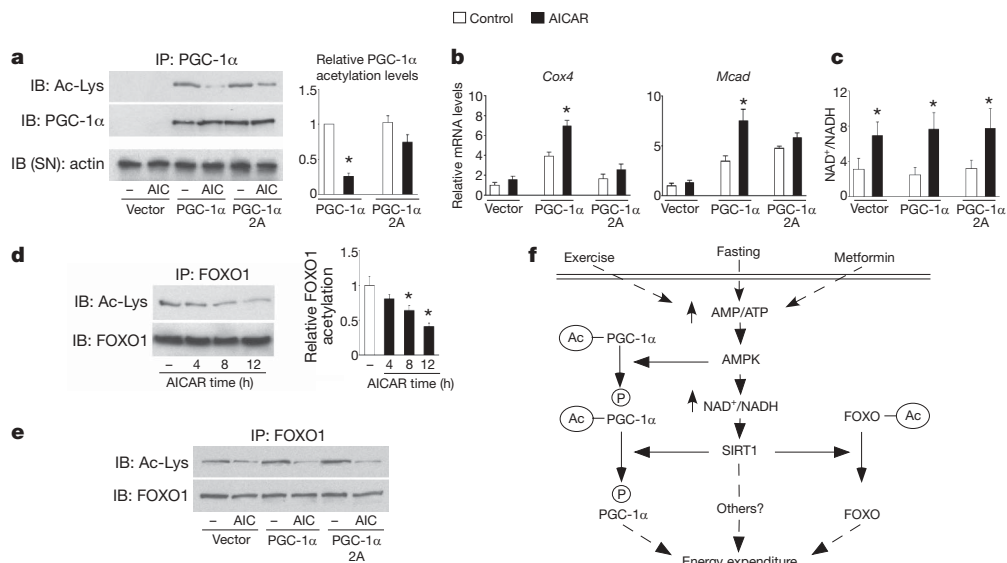 Control AICAR
a
IP: PGC-1α
IB: Ac-Lys
IB: PGC-1α
IB (SN): actin
– AIC – AIC – AIC
Vector PGC-1α PGC-1α 2A
Relative PGC-1α
acetylation levels
1.5
1
0.5
0
*
PGC-1α PGC-1α 2A
b
Cox4
Relative mRNA levels
10
8
6
4
2
0
*
Vector PGC-1α PGC-1α 2A
Mcad
10
5
0
*
Vector PGC-1α PGC-1α 2A
c
NAD+/NADH
12
8
4
0
* * *
Vector PGC-1α PGC-1α 2A
d
IP: FOXO1
IB: Ac-Lys
IB: FOXO1
– 4 8 12
AICAR time (h)
Relative FOXO1
acetylation
1.5
1
0.5
0
* *
– 4 8 12
AICAR time (h)
e
IP: FOXO1
IB: Ac-Lys
IB: FOXO1
– AIC – AIC – AIC
Vector PGC-1α PGC-1α
2A
f
Exercise Fasting Metformin
AMP/ATP
Ac PGC-1α
AMPK
P
NAD+/NADH
Ac PGC-1α
FOXO Ac
SIRT1
P
PGC-1α
Others?
FOXO
Energy expenditure